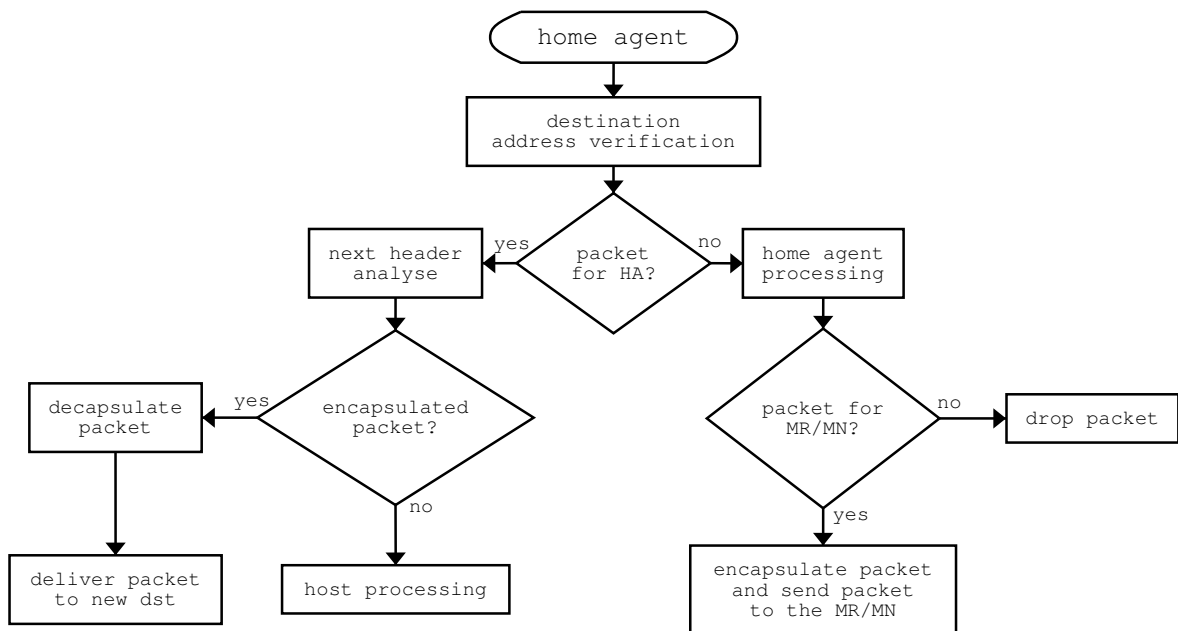 home agent
destination
address verification
yes
packet
for HA?
no
next header
analyse
home agent
processing
decapsulate
packet
yes
encapsulated
packet?
packet for
MR/MN?
no
drop packet
no
yes
deliver packet
to new dst
host processing
encapsulate packet
and send packet
to the MR/MN